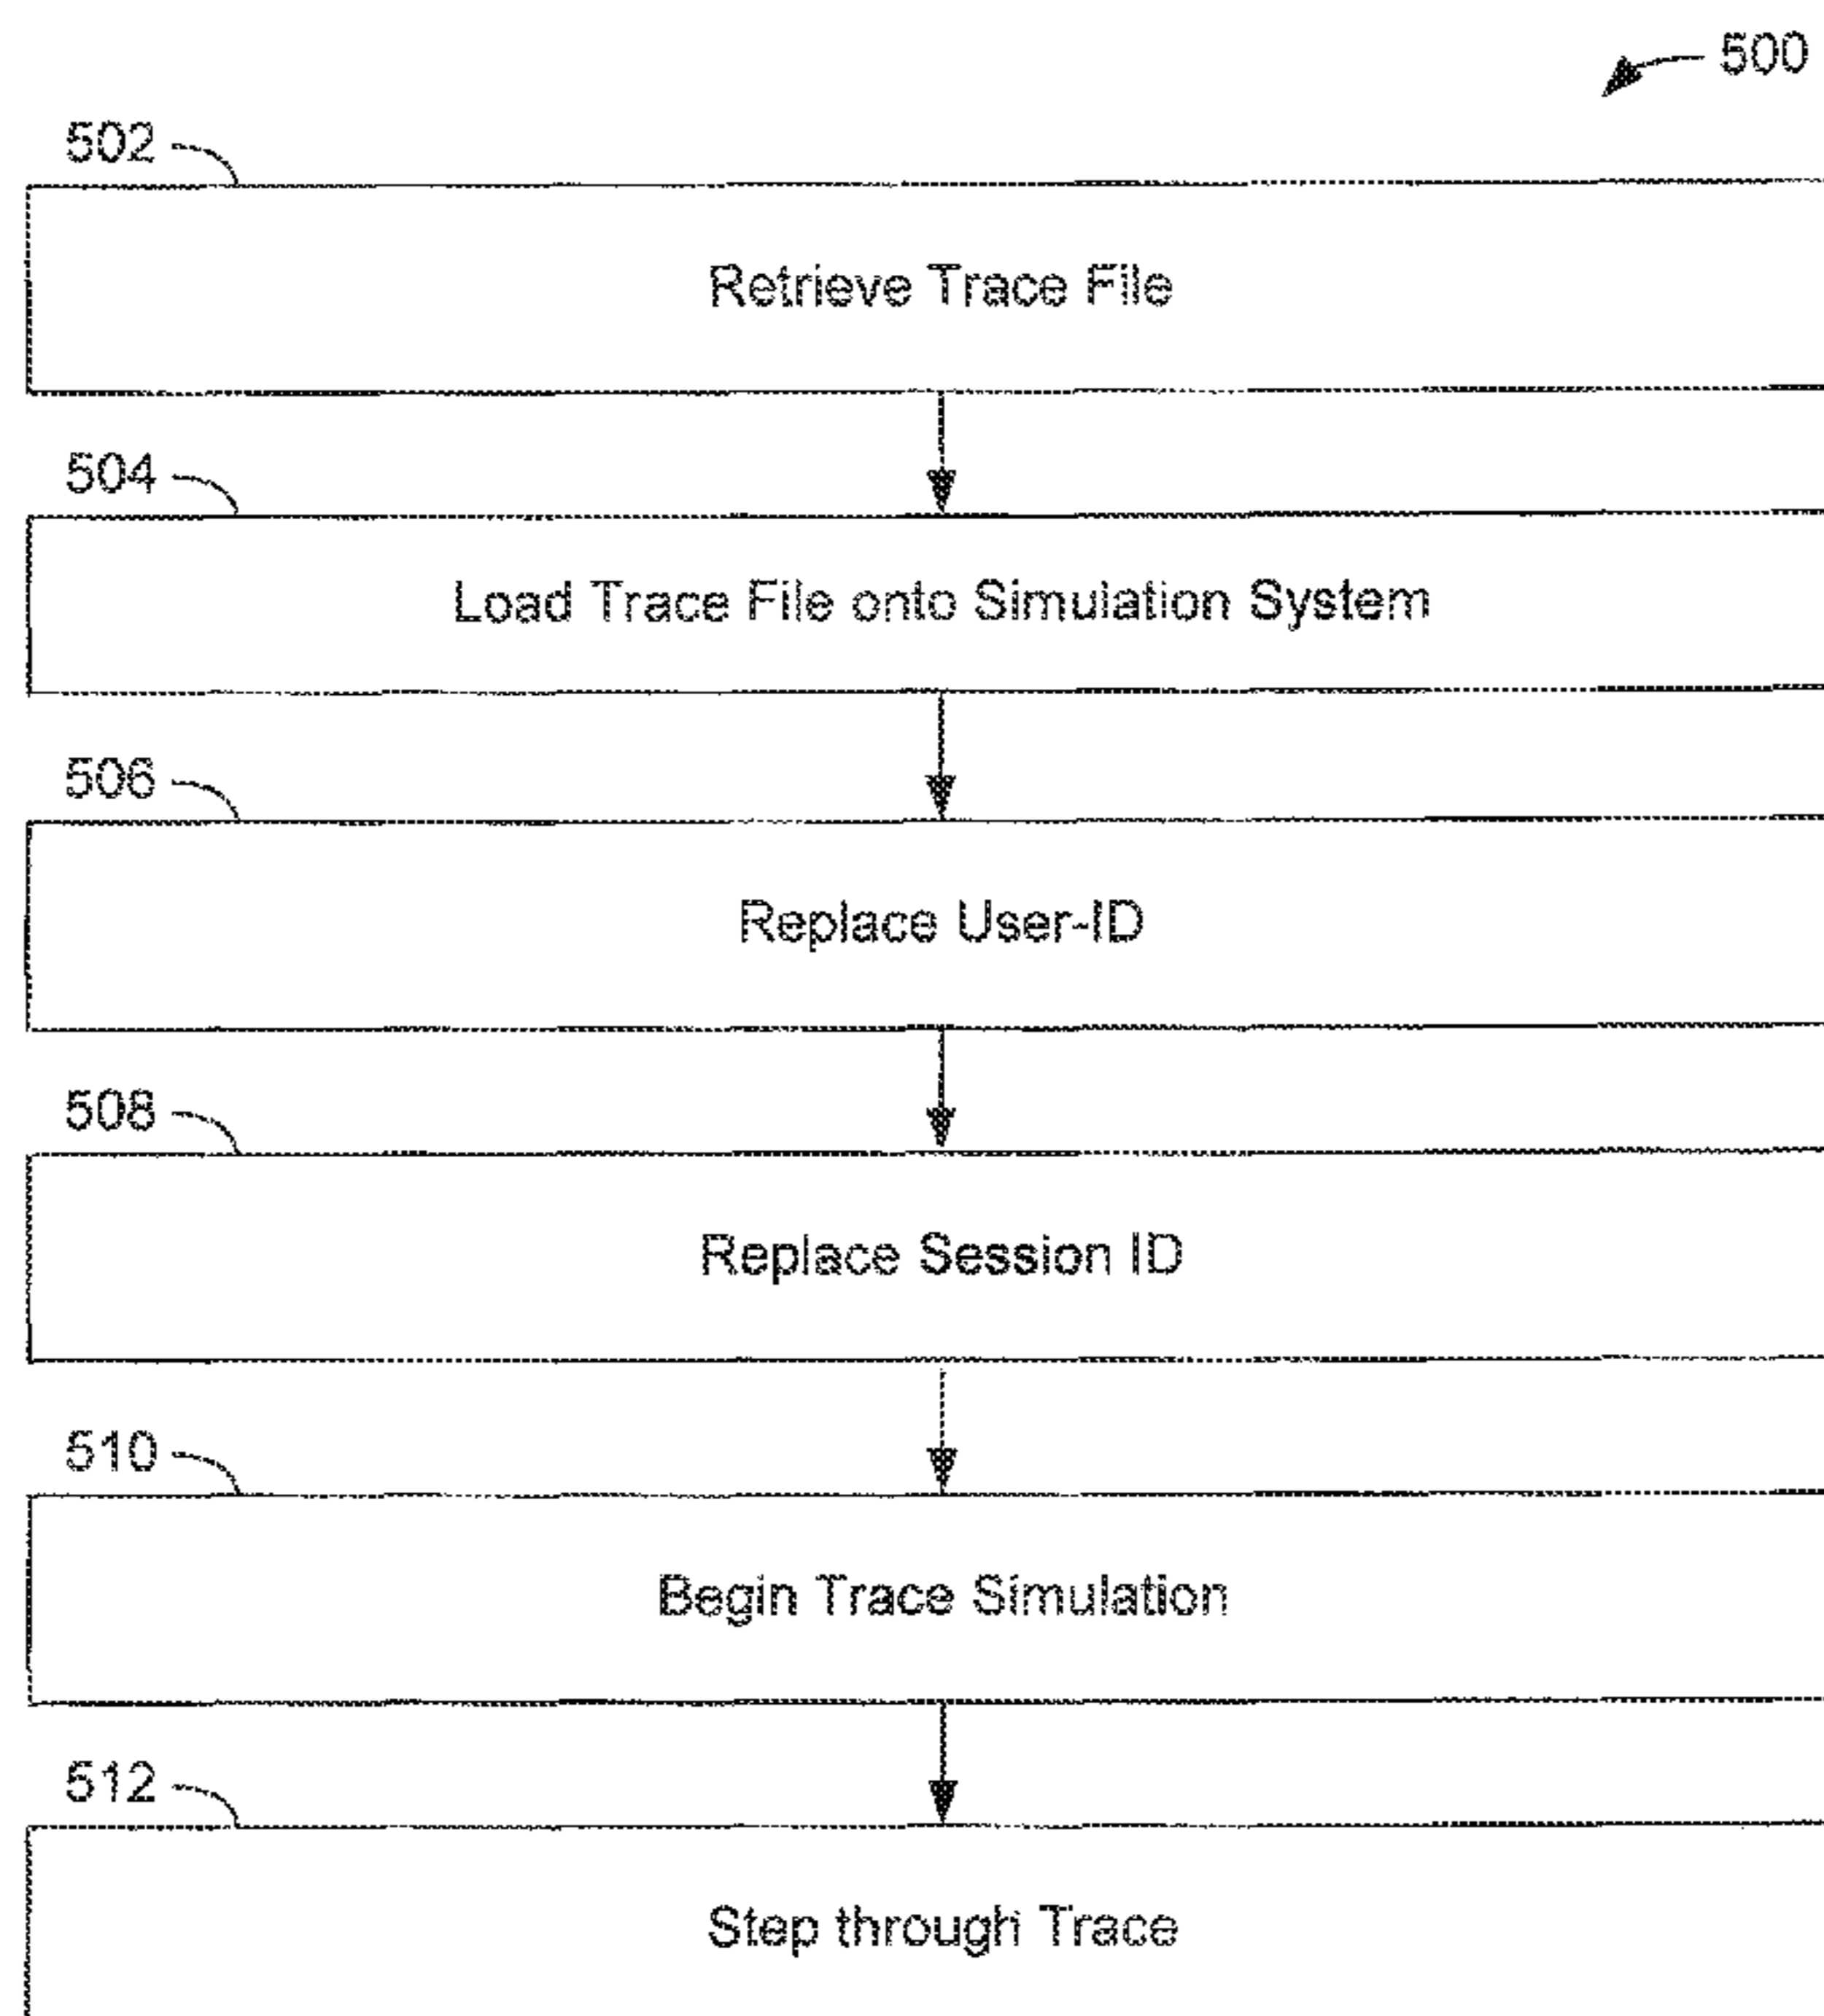 500
502
Retrieve Trace File
504
Load Trace File onto Simulation System
506
Replace User-ID
508
Replace Session ID
510
Begin Trace Simulation
512
Step through Trace